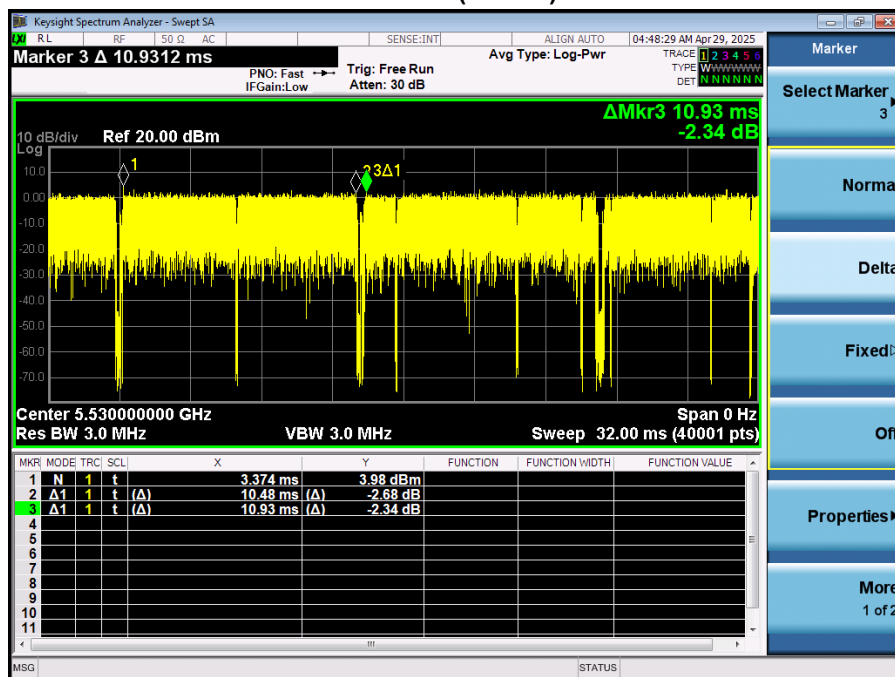 Keysight Spectrum Analyzer - Swept SA
LXI RL RF 50 Ω AC SENSE:INT ALIGN AUTO 04:48:29 AM Apr 29, 2025
Marker 3 Δ 10.9312 ms
PNO: Fast
IFGain:Low
Trig: Free Run
Atten: 30 dB
Avg Type: Log-Pwr
TRACE 1 2 3 4 5 6
TYPE WWWWWW
DET N N N N N N
ΔMkr3 10.93 ms
-2.34 dB
10 dB/div Ref 20.00 dBm
Log
1
3Δ1
10.0
0.00
-10.0
-20.0
-30.0
-40.0
-50.0
-60.0
-70.0
Center 5.530000000 GHz Span 0 Hz
Res BW 3.0 MHz VBW 3.0 MHz Sweep 32.00 ms (40001 pts)
MKR MODE TRC SCL X Y FUNCTION FUNCTION WIDTH FUNCTION VALUE
1 N 1 t 3.374 ms 3.98 dBm
2 Δ1 1 t (Δ) 10.48 ms (Δ) -2.68 dB
3 Δ1 1 t (Δ) 10.93 ms (Δ) -2.34 dB
4
5
6
7
8
9
10
11
MSG STATUS
Marker
Select Marker
3
Norma
Delta
Fixed
Off
Properties
More
1 of 2